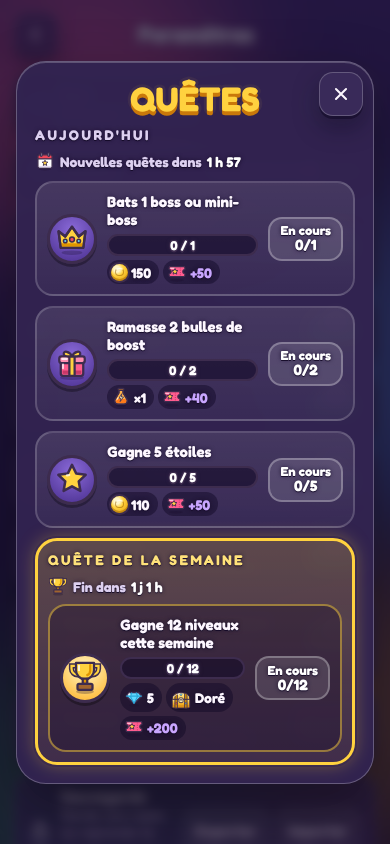 QUÊTES
AUJOURD'HUI
Nouvelles quêtes dans 1 h 57
Bats 1 boss ou mini-
boss
0 / 1
150 +50
En cours
0/1
Ramasse 2 bulles de
boost
0 / 2
x1 +40
En cours
0/2
Gagne 5 étoiles
0 / 5
110 +50
En cours
0/5
QUÊTE DE LA SEMAINE
Fin dans 1 j 1 h
Gagne 12 niveaux
cette semaine
0 / 12
5 Doré
+200
En cours
0/12